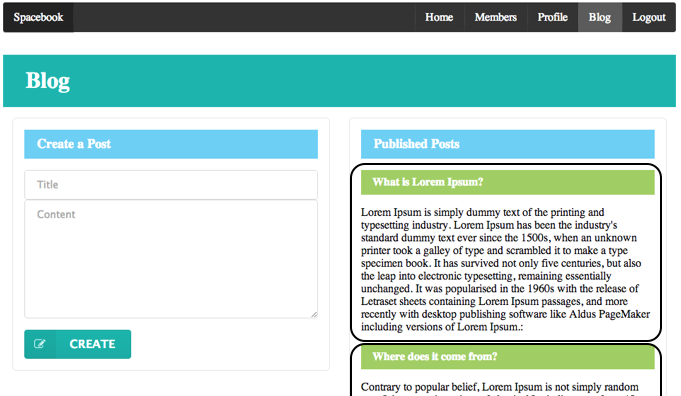 Spacebook Home Members Profile Blog Logout
Blog
Create a Post
Title
Content
CREATE
Published Posts
What is Lorem Ipsum?
Lorem Ipsum is simply dummy text of the printing and
typesetting industry. Lorem Ipsum has been the industry's
standard dummy text ever since the 1500s, when an unknown
printer took a galley of type and scrambled it to make a type
specimen book. It has survived not only five centuries, but also
the leap into electronic typesetting, remaining essentially
unchanged. It was popularised in the 1960s with the release of
Letraset sheets containing Lorem Ipsum passages, and more
recently with desktop publishing software like Aldus PageMaker
including versions of Lorem Ipsum.:
Where does it come from?
Contrary to popular belief, Lorem Ipsum is not simply random